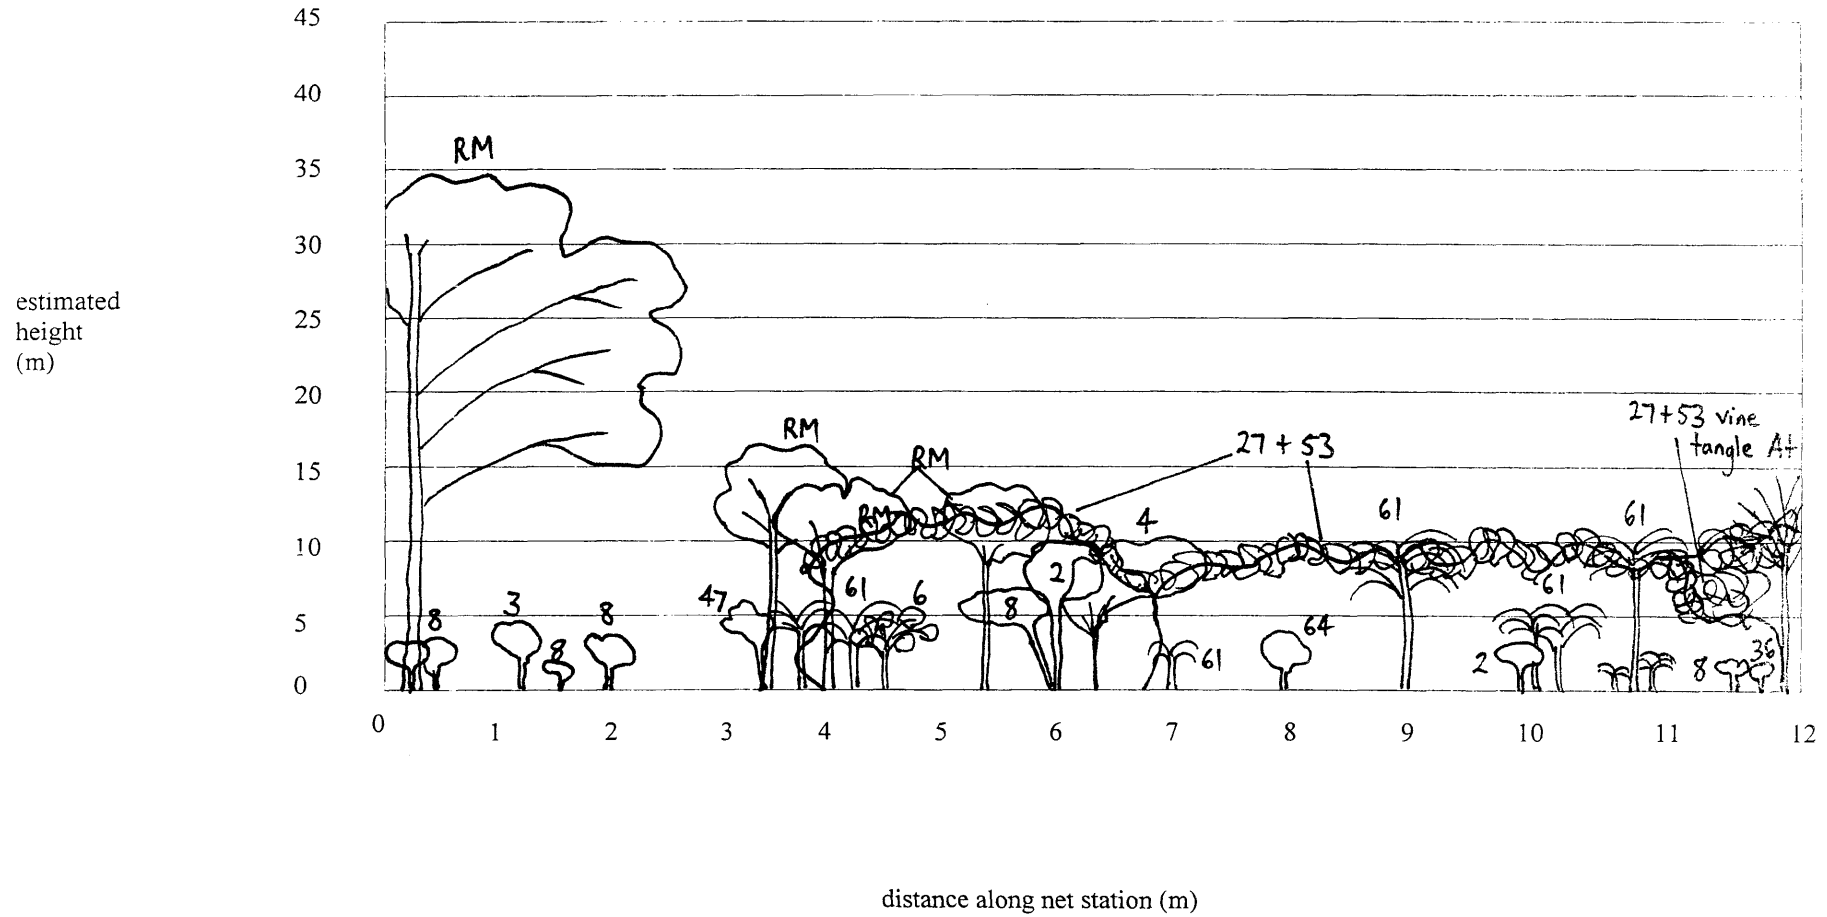 45
40
RM
35
30
estimated
height
(m)
25
20
27+53 vine
tangle At
RM
27 + 53
RM
15
RM
61
61
4
10
2
61
61
6
47
8
5
8
3
8
8
64
61
2
8
36
0
0 1 2 3 4 5 6 7 8 9 10 11 12
distance along net station (m)